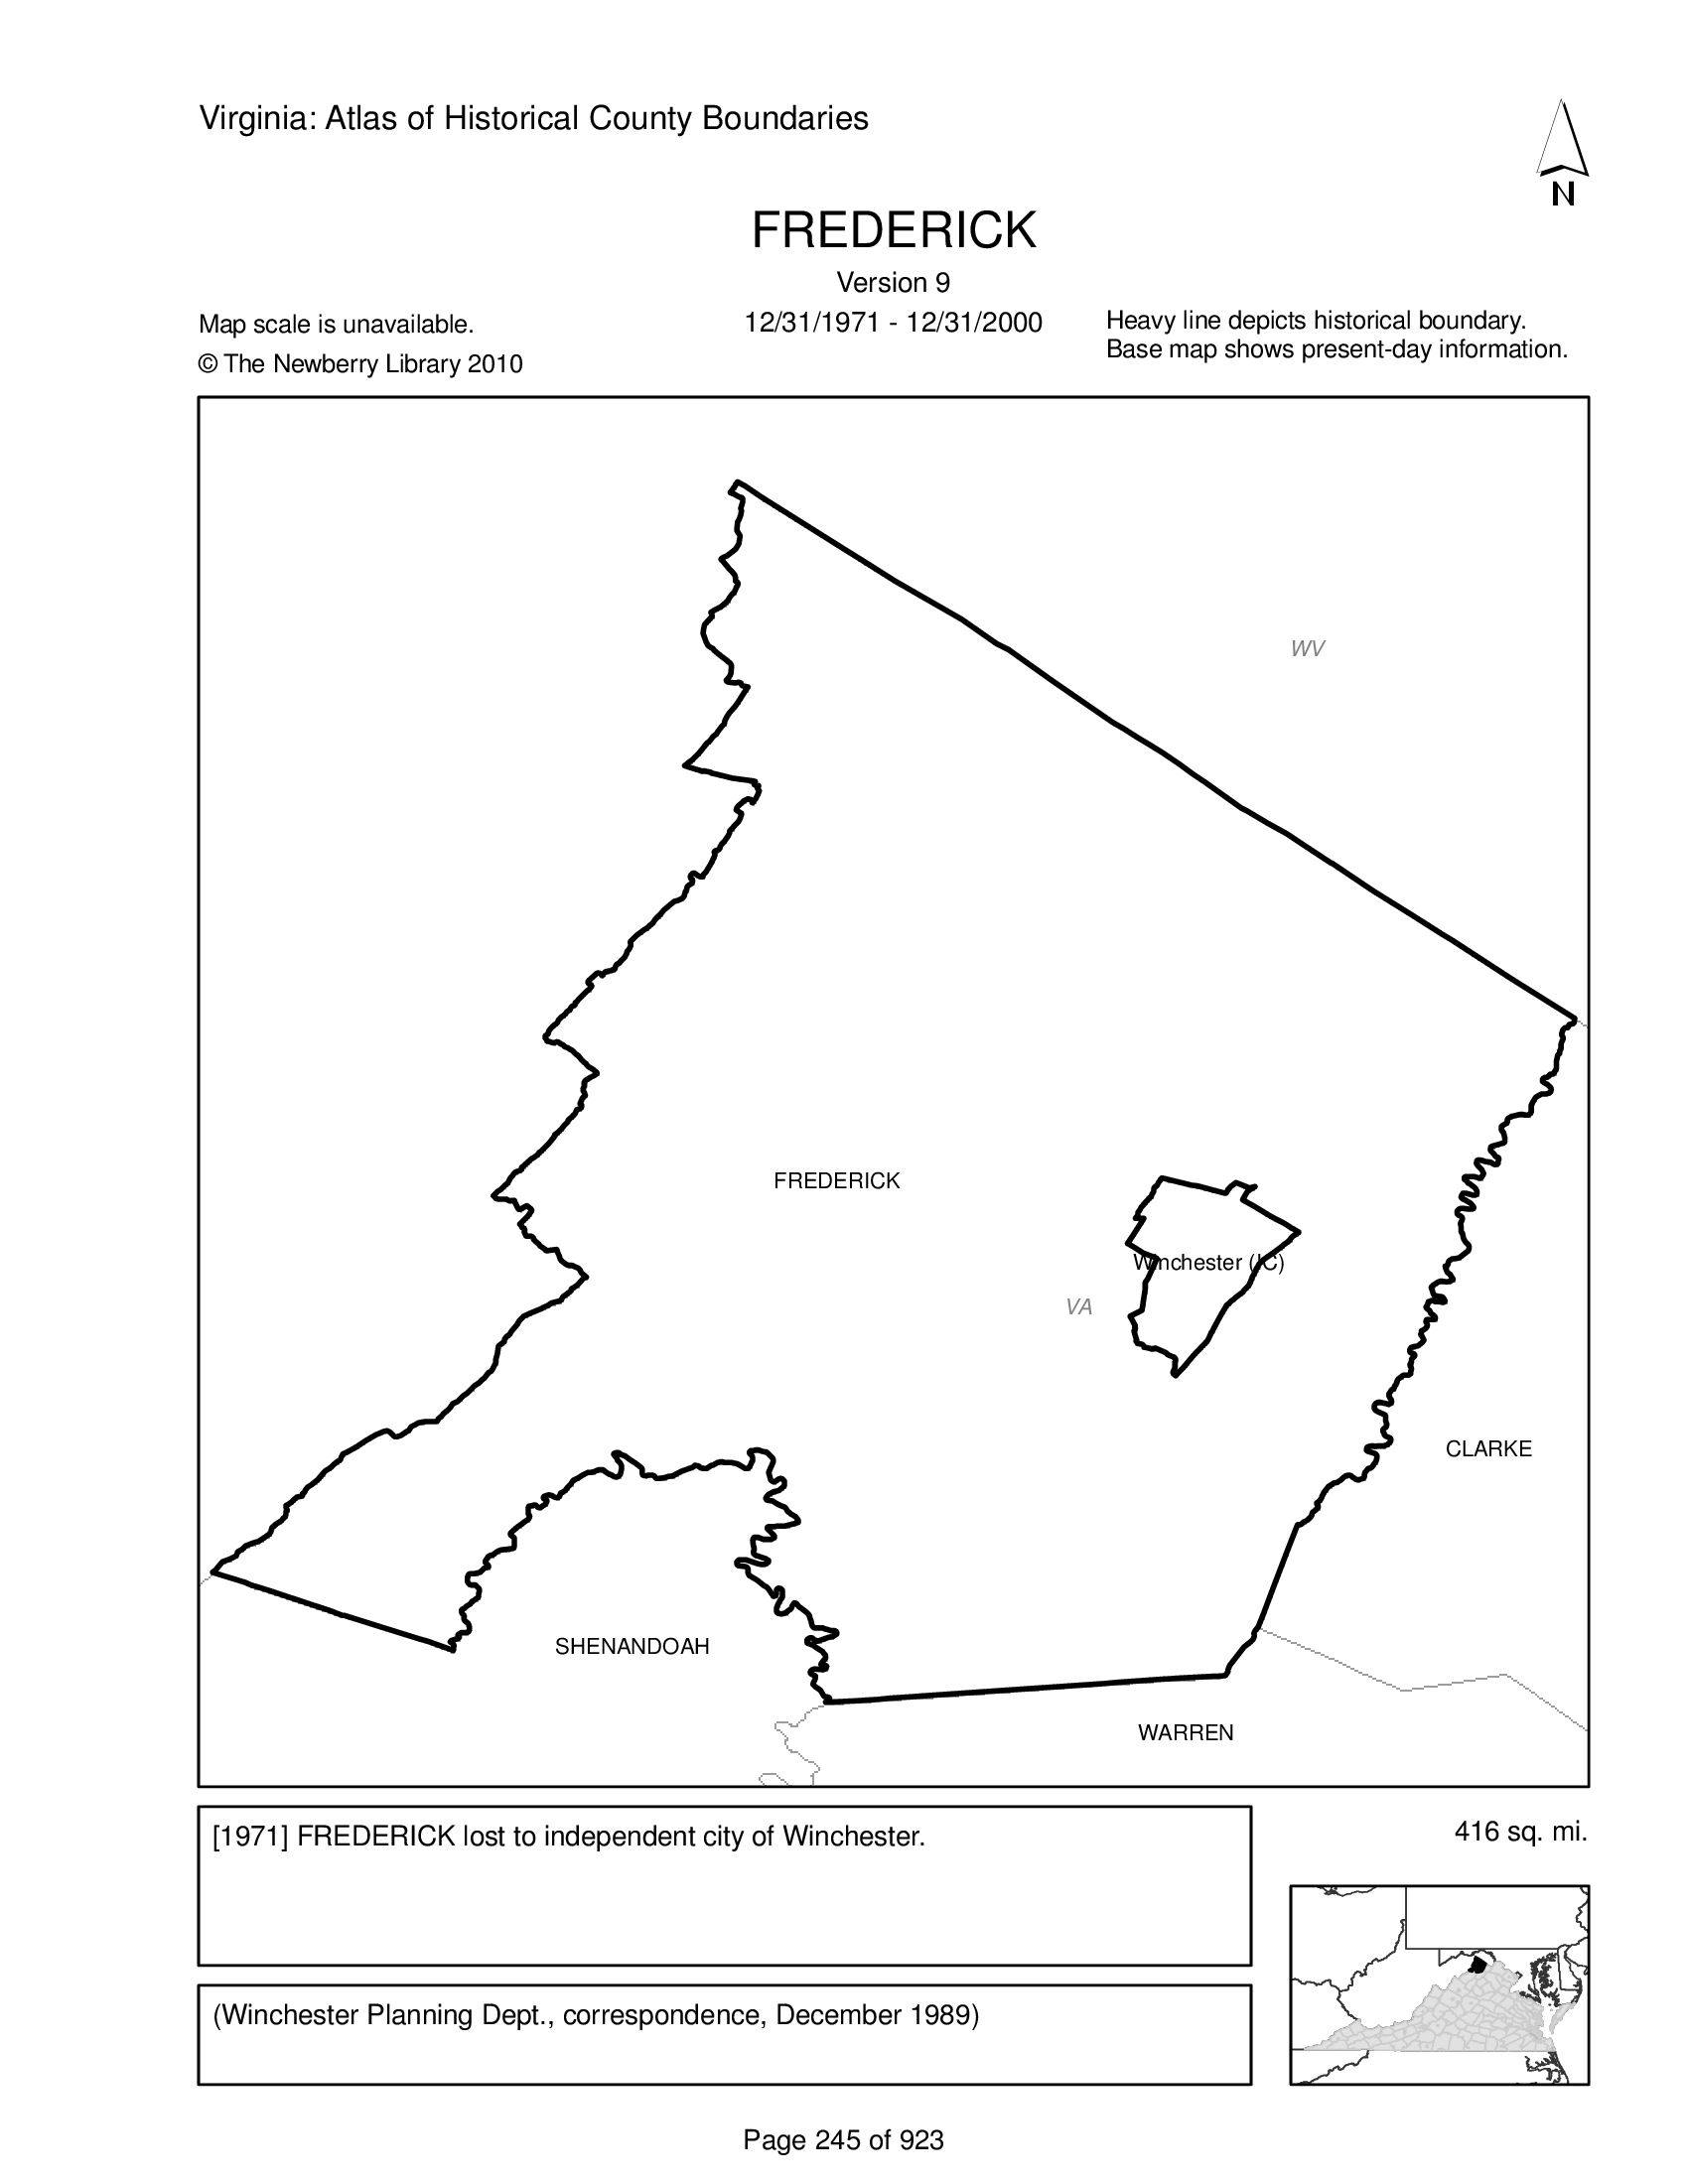 Virginia: Atlas of Historical County Boundaries
N
FREDERICK
Version 9
12/31/1971 - 12/31/2000
Map scale is unavailable.
© The Newberry Library 2010
Heavy line depicts historical boundary.
Base map shows present-day information.
WV
FREDERICK
Winchester (IC)
VA
CLARKE
SHENANDOAH
WARREN
[1971] FREDERICK lost to independent city of Winchester.
416 sq. mi.
(Winchester Planning Dept., correspondence, December 1989)
Page 245 of 923